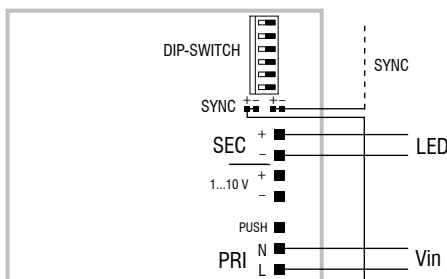 DIP-SWITCH
SYNC
+− +−
SYNC
SEC + LED
−
1...10 V +
−
PUSH
PRI N Vin
L